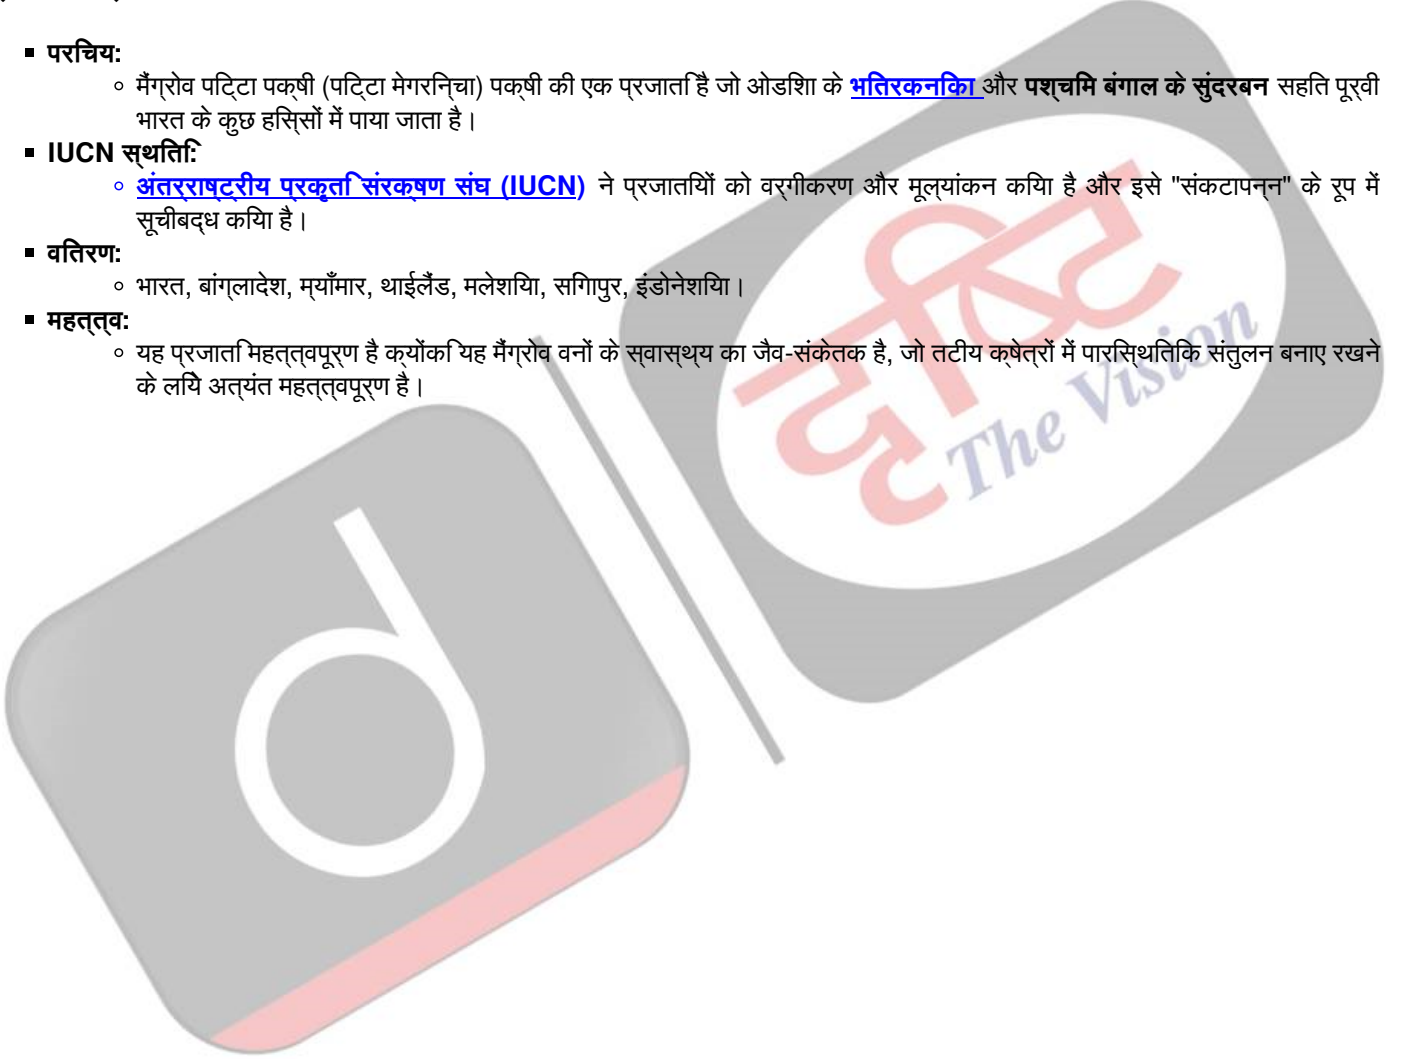 परिचय:
मैंग्रोव पिट्टा पक्षी (पिट्टा मेगरिन्चा) पक्षी की एक प्रजाति है जो ओडिशा के भितरकनिका और पश्चिम बंगाल के सुंदरबन सहित पूर्वी
भारत के कुछ हिस्सों में पाया जाता है।
IUCN स्थिति:
अंतर्राष्ट्रीय प्रकृति संरक्षण संघ (IUCN) ने प्रजातियों को वर्गीकरण और मूल्यांकन किया है और इसे "संकटापन्न" के रूप में
सूचीबद्ध किया है।
वितरण:
भारत, बांग्लादेश, म्याँमार, थाईलैंड, मलेशिया, सिंगापुर, इंडोनेशिया।
महत्त्व:
यह प्रजाति महत्त्वपूर्ण है क्योंकि यह मैंग्रोव वनों के स्वास्थ्य का जैव-संकेतक है, जो तटीय क्षेत्रों में पारिस्थितिकि संतुलन बनाए रखने
के लिये अत्यंत महत्त्वपूर्ण है।
d
दृष्टि
The Vision